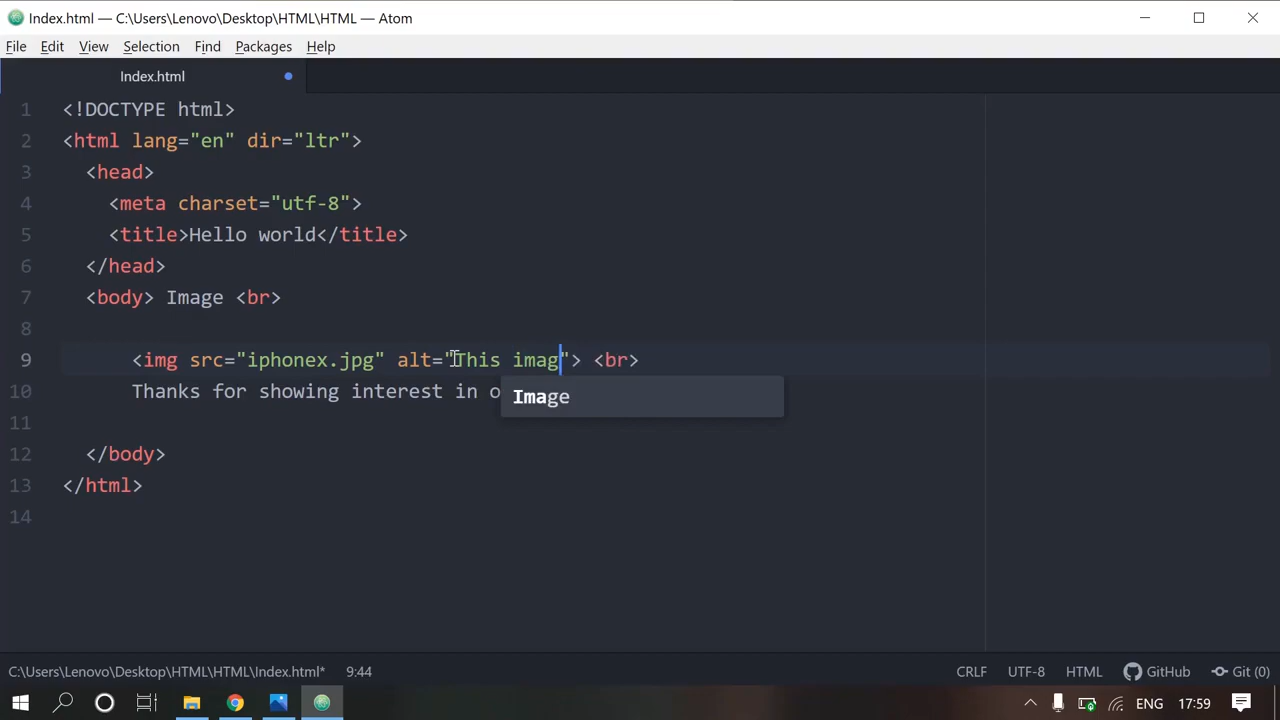 Index.html — C:\Users\Lenovo\Desktop\HTML\HTML — Atom
File Edit View Selection Find Packages Help
Index.html
1 <!DOCTYPE html>
2 <html lang="en" dir="ltr">
3 <head>
4 <meta charset="utf-8">
5 <title>Hello world</title>
6 </head>
7 <body> Image <br>
8
9 <img src="iphonex.jpg" alt="This imag"> <br>
10 Thanks for showing interest in o
Image
11
12 </body>
13 </html>
14
C:\Users\Lenovo\Desktop\HTML\HTML\Index.html* 9:44 CRLF UTF-8 HTML GitHub Git (0)
ENG 17:59